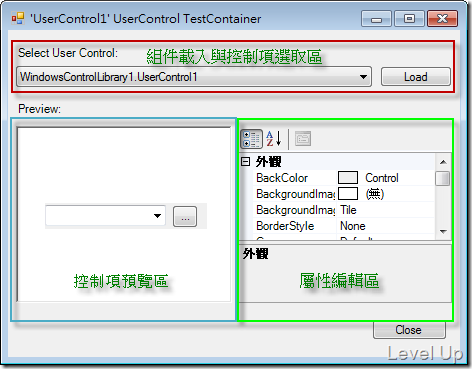 'UserControl1' UserControl TestContainer
Select User Control:
組件載入與控制項選取區
WindowsControlLibrary1.UserControl1
Load
Preview:
...
控制項預覽區
外觀
BackColor Control
BackgroundImag (無)
BackgroundImag Tile
BorderStyle None
外觀
屬性編輯區
Close
Level Up